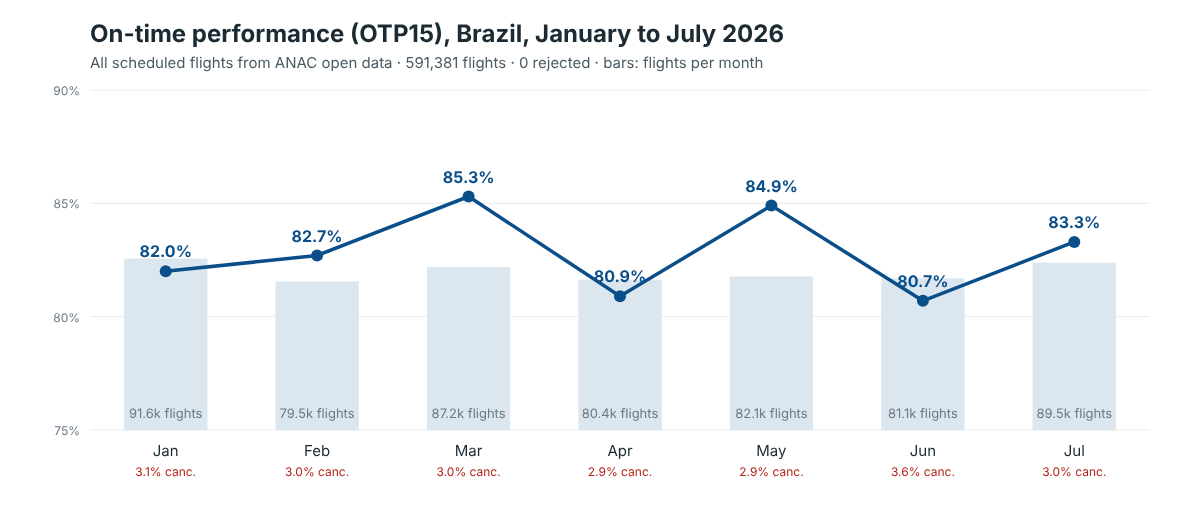 On-time performance (OTP15), Brazil, January to July 2026
All scheduled flights from ANAC open data · 591,381 flights · 0 rejected · bars: flights per month
90%
85%
80%
75%
82.0%
82.7%
85.3%
80.9%
84.9%
80.7%
83.3%
91.6k flights
79.5k flights
87.2k flights
80.4k flights
82.1k flights
81.1k flights
89.5k flights
Jan
Feb
Mar
Apr
May
Jun
Jul
3.1% canc.
3.0% canc.
3.0% canc.
2.9% canc.
2.9% canc.
3.6% canc.
3.0% canc.